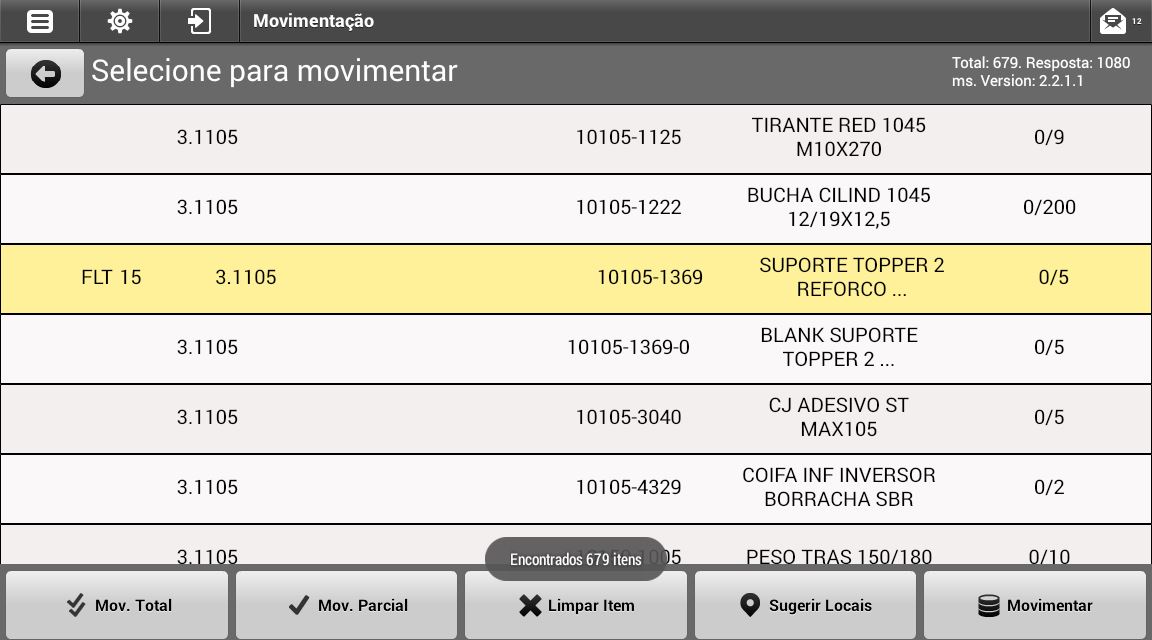 Movimentação
12
Selecione para movimentar
Total: 679. Resposta: 1080
ms. Version: 2.2.1.1
3.1105 10105-1125 TIRANTE RED 1045 0/9
M10X270
3.1105 10105-1222 BUCHA CILIND 1045 0/200
12/19X12,5
FLT 15 3.1105 10105-1369 SUPORTE TOPPER 2 0/5
REFORCO ...
3.1105 10105-1369-0 BLANK SUPORTE 0/5
TOPPER 2 ...
3.1105 10105-3040 CJ ADESIVO ST 0/5
MAX105
3.1105 10105-4329 COIFA INF INVERSOR 0/2
BORRACHA SBR
3.1105 PESO TRAS 150/180 0/10
Encontrados 679 itens
Mov. Total
Mov. Parcial
Limpar Item
Sugerir Locais
Movimentar